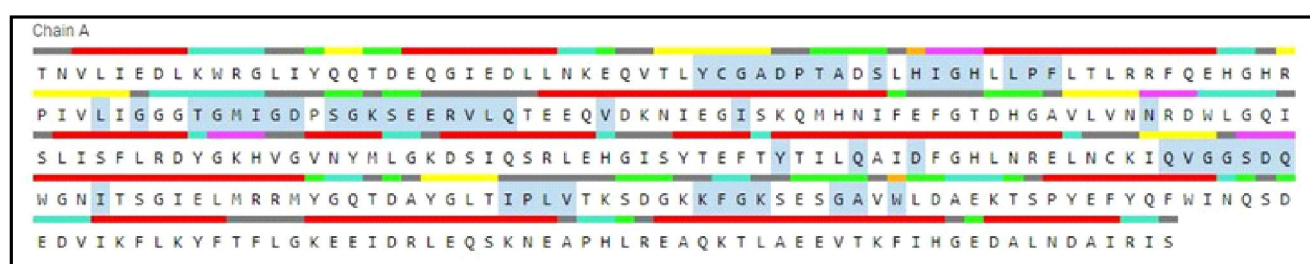 Chain A
TNVLIEDLKWRGLIYQQTDEQGIEDLLNKEQVTLYCGADPTADSLHIGHLLPFLTLRRFQEHGHR
PIVLIGGGTGMIGDPSGKSEERVLQTEEQVDKNIEGISKQMHNIFEFGTDHGAVLVNNRDWLGQI
SLISFLRDYGKHVGVNYMLGKDSIQSRLEHGISYTEFTYTILQAIDFGHLNRELNCKIQVGGSDQ
WGNITSGIELMRRMYGQTDAYGLTIPLVTKSDGKKFGKSESGAVWLDAEKTSPYEFYQFWINQSD
EDVIKFLKYFTFLGKEEIDRLEQSKNEAPHLREAQKTLAEEVTKFIHGEDALNDAIRIS